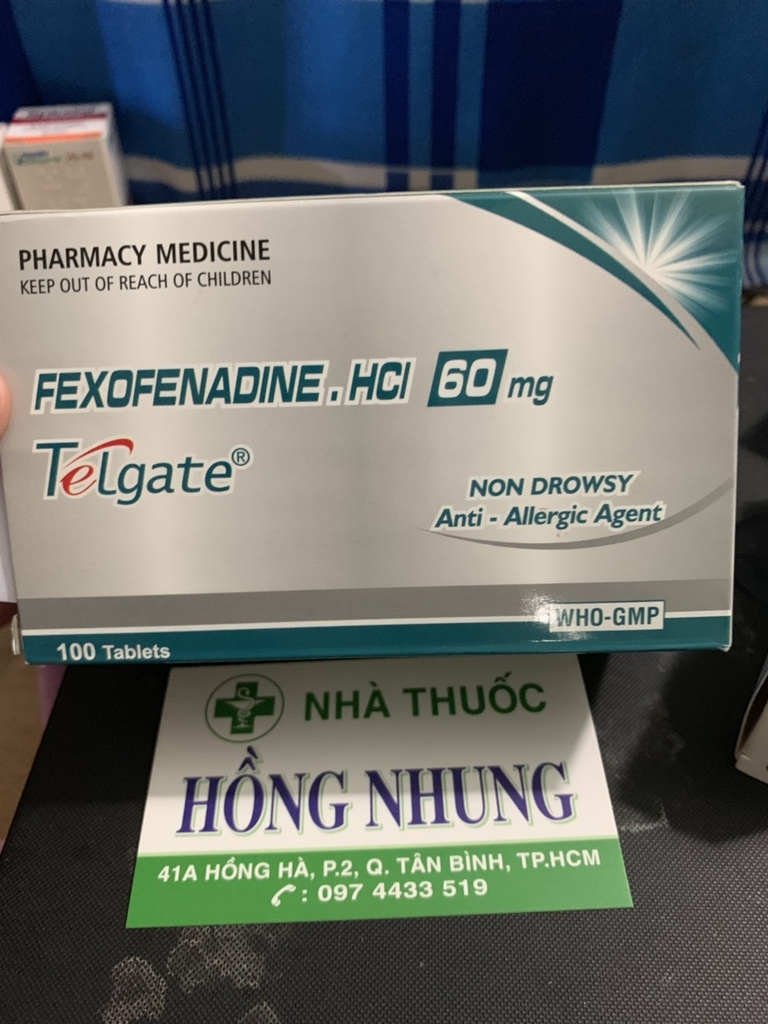 PHARMACY MEDICINE
KEEP OUT OF REACH OF CHILDREN
FEXOFENADINE.HCl 60 mg
Telgate®
NON DROWSY
Anti - Allergic Agent
WHO-GMP
100 Tablets
NHÀ THUỐC
HỒNG NHUNG
41A HỒNG HÀ, P.2, Q. TÂN BÌNH, TP.HCM
: 097 4433 519